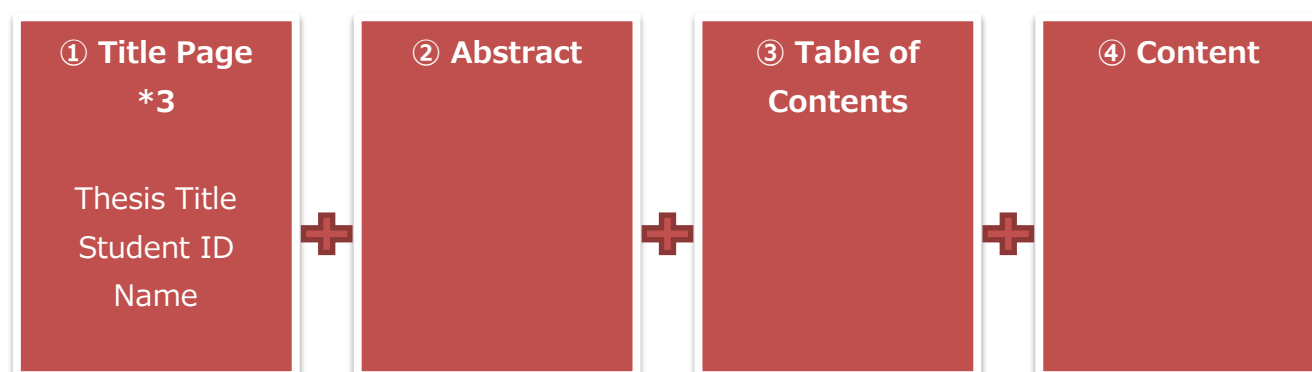 ① Title Page
*3
Thesis Title
Student ID
Name
② Abstract
③ Table of
Contents
④ Content